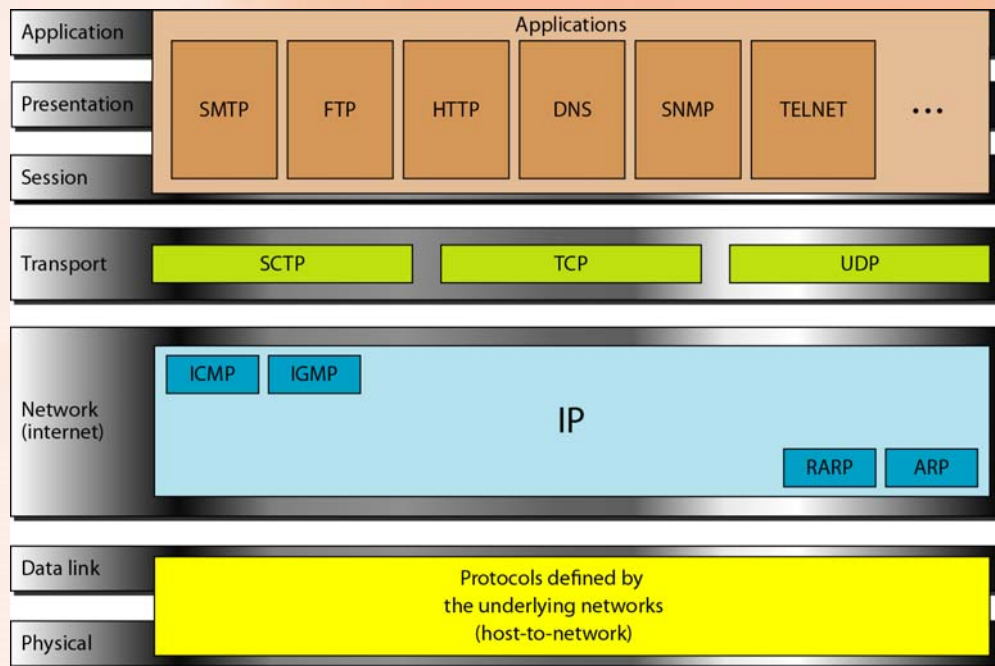 Application
Applications
Presentation
SMTP
FTP
HTTP
DNS
SNMP
TELNET
...
Session
Transport
SCTP
TCP
UDP
Network
(internet)
ICMP
IGMP
IP
RARP
ARP
Data link
Physical
Protocols defined by
the underlying networks
(host-to-network)